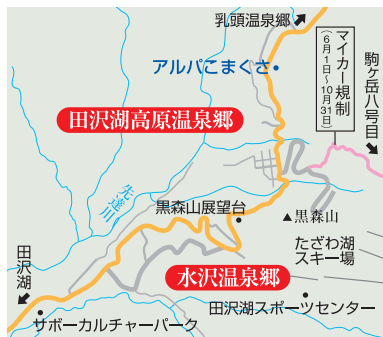 乳頭温泉郷
アルパこまくさ
マイカー規制
(6月1日〜10月31日)
駒ヶ岳八号目
田沢湖高原温泉郷
先達川
黒森山展望台
▲黒森山
たざわ湖
スキー場
田沢湖
水沢温泉郷
田沢湖スポーツセンター
サボーカルチャーパーク